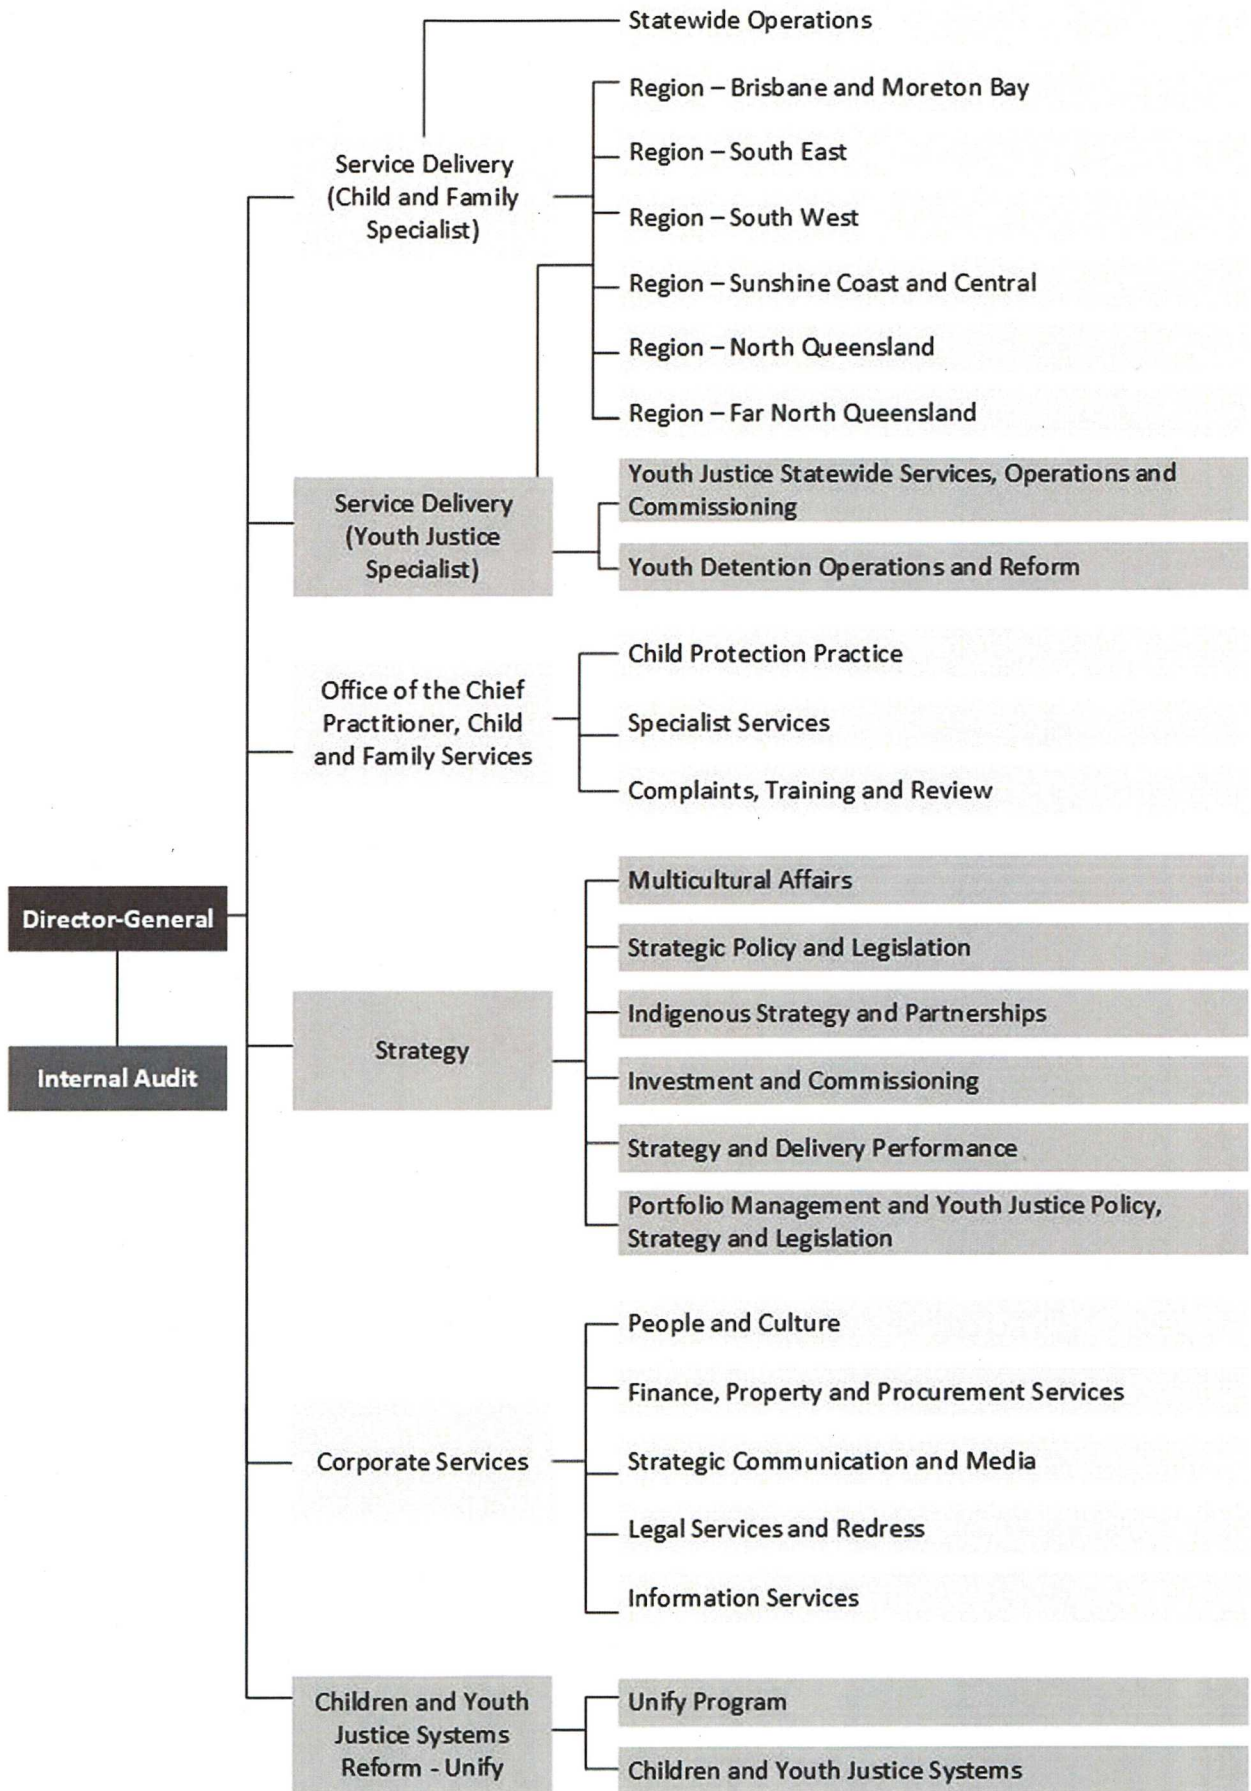 Statewide Operations
Region – Brisbane and Moreton Bay
Region – South East
Region – South West
Region – Sunshine Coast and Central
Region – North Queensland
Region – Far North Queensland
Service Delivery
(Child and Family
Specialist)
Service Delivery
(Youth Justice
Specialist)
Youth Justice Statewide Services, Operations and
Commissioning
Youth Detention Operations and Reform
Office of the Chief
Practitioner, Child
and Family Services
Child Protection Practice
Specialist Services
Complaints, Training and Review
Director-General
Internal Audit
Strategy
Multicultural Affairs
Strategic Policy and Legislation
Indigenous Strategy and Partnerships
Investment and Commissioning
Strategy and Delivery Performance
Portfolio Management and Youth Justice Policy,
Strategy and Legislation
Corporate Services
People and Culture
Finance, Property and Procurement Services
Strategic Communication and Media
Legal Services and Redress
Information Services
Children and Youth
Justice Systems
Reform - Unify
Unify Program
Children and Youth Justice Systems